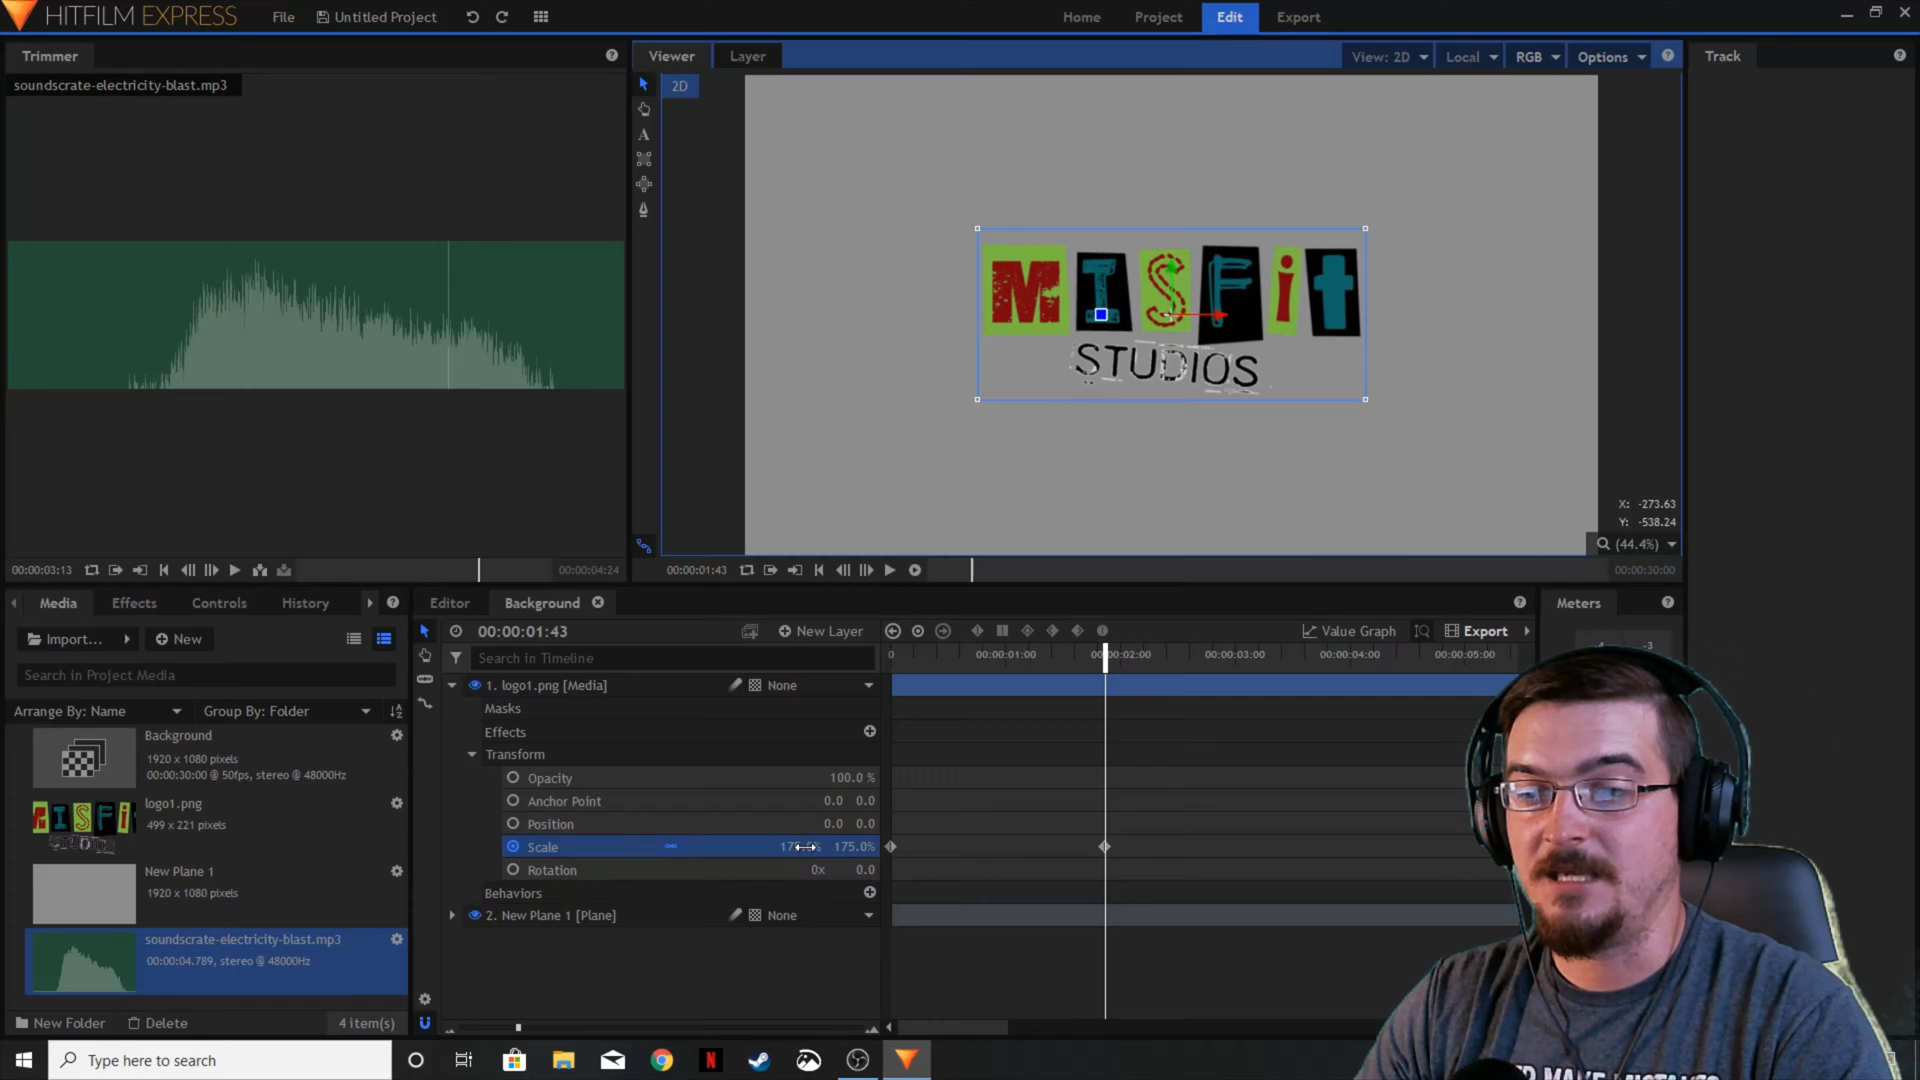 HITFILM EXPRESS
File
Untitled Project
Home
Project
Edit
Export
Trimmer
soundscrate-electricity-blast.mp3
00:00:03:13
00:00:04:24
Viewer
Layer
View: 2D
Local
RGB
Options
2D
MISFit
STUDIOS
X: -273.63
Y: -538.24
(44.4%)
00:00:01:43
00:00:30:00
Track
Media
Effects
Controls
History
Import...
New
Search in Project Media
Arrange By: Name
Group By: Folder
Background
1920 x 1080 pixels
00:00:30:00 @ 50fps, stereo @ 48000Hz
logo1.png
499 x 221 pixels
New Plane 1
1920 x 1080 pixels
soundscrate-electricity-blast.mp3
00:00:04.789, stereo @ 48000Hz
New Folder
Delete
4 item(s)
Editor
Background
00:00:01:43
New Layer
Value Graph
Export
Search in Timeline
0
00:00:01:00
00:00:02:00
00:00:03:00
00:00:04:00
00:00:05:00
1. logo1.png [Media]
None
Masks
Effects
Transform
Opacity
100.0 %
Anchor Point
0.0 0.0
Position
0.0 0.0
Scale
175.0%
Rotation
0x 0.0
Behaviors
2. New Plane 1 [Plane]
None
Meters
-4 -3
Type here to search
MAKE MISTAKES